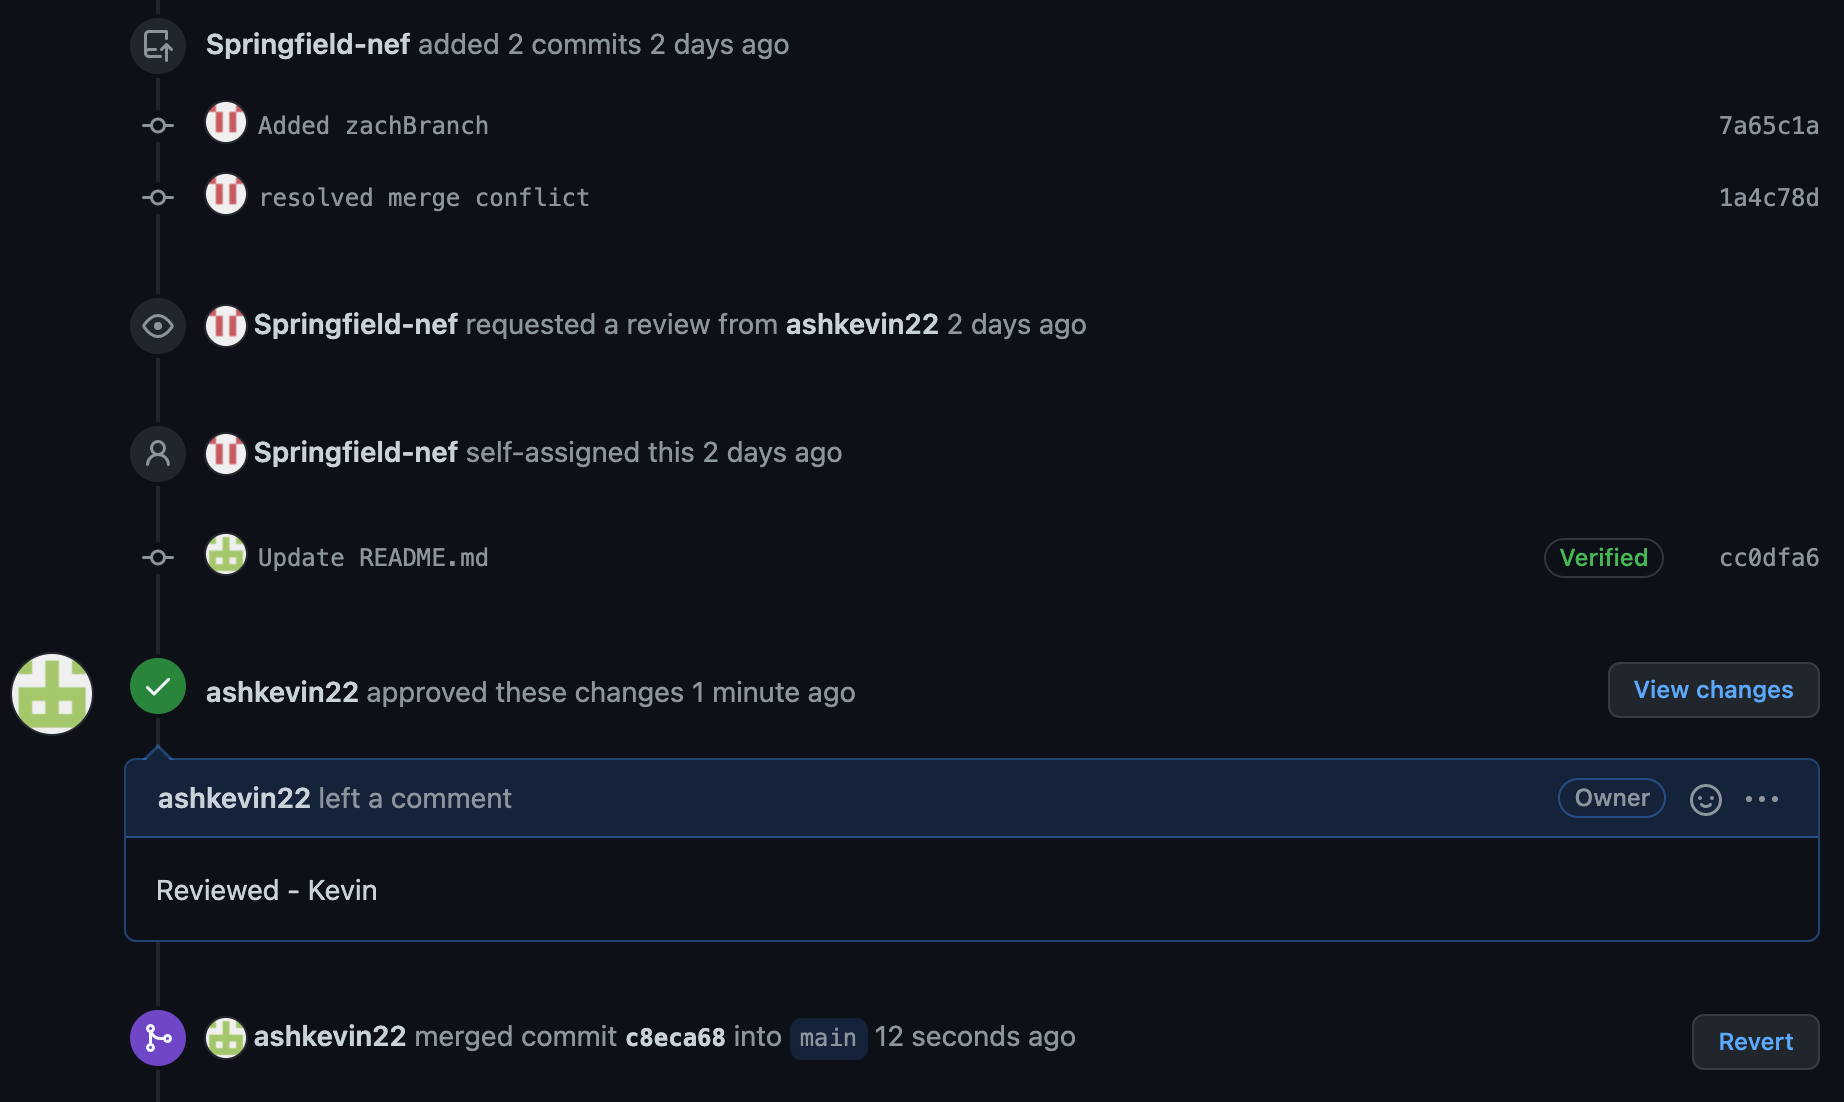 Springfield-nef added 2 commits 2 days ago
Added zachBranch 7a65c1a
resolved merge conflict 1a4c78d
Springfield-nef requested a review from ashkevin22 2 days ago
Springfield-nef self-assigned this 2 days ago
Update README.md Verified cc0dfa6
ashkevin22 approved these changes 1 minute ago View changes
ashkevin22 left a comment Owner
Reviewed - Kevin
ashkevin22 merged commit c8eca68 into main 12 seconds ago Revert